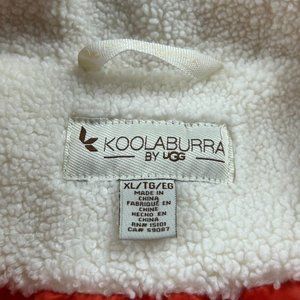 KOOLABURRA
BY UGG
XL/TG/EG
MADE IN
CHINA
FABRIQUÉ EN
CHINE
HECHO EN
CHINA
RN# 15101
CA# 59087